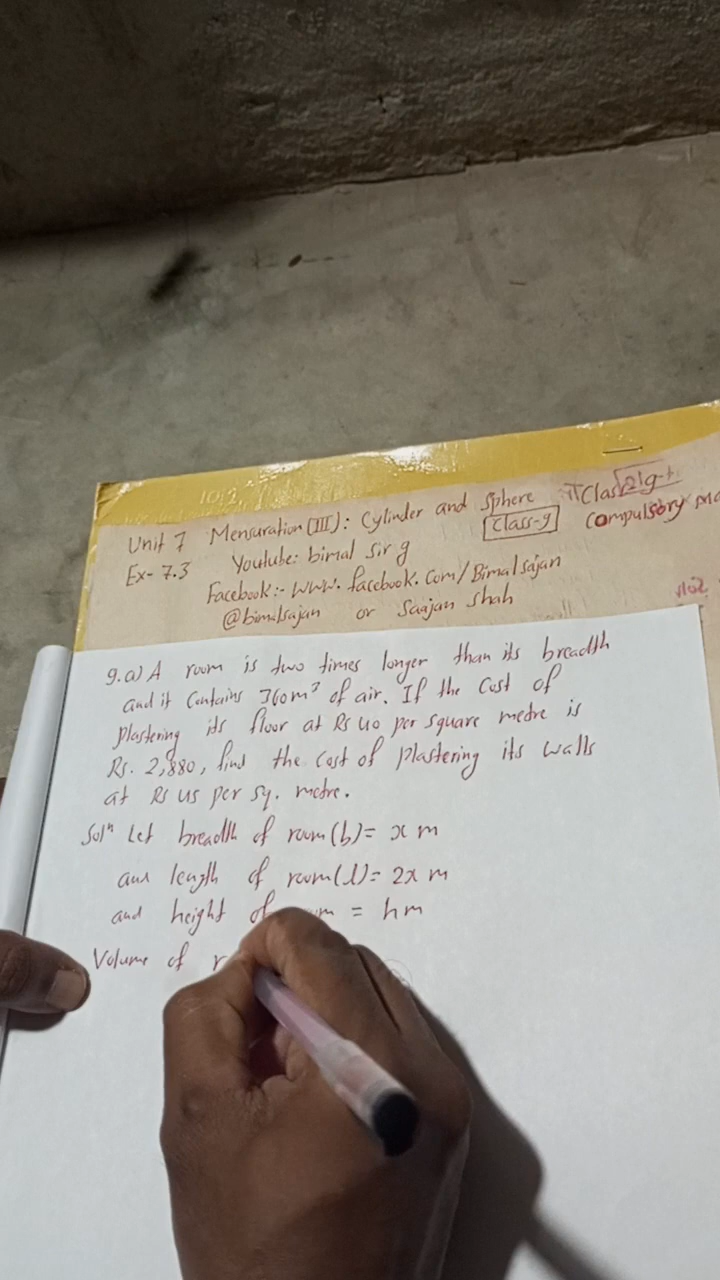 Unit 7 Mensuration (III): Cylinder and Sphere
Class-9 Compulsory
Ex- 7.3 Youtube: bimal sir g
Facebook:- www.facebook.com/Bimalsajan
@bimalsajan or Saajan Shah
9.a) A room is two times longer than its breadth
and it contains 360m³ of air. If the cost of
plastering its floor at Rs 40 per square metre is
Rs. 2,880, find the cost of plastering its walls
at Rs 45 per sq. metre.
Solⁿ Let breadth of room(b)= x m
and length of room(l)= 2x m
and height of = hm
Volume of